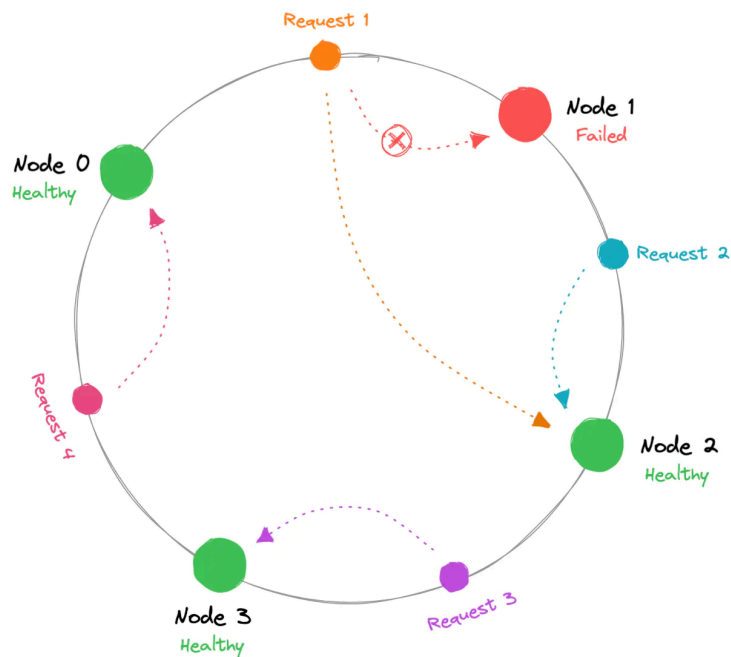 Request 1
Node 1
Failed
Node 0
Healthy
Request 2
Request 4
Node 2
Healthy
Request 3
Node 3
Healthy